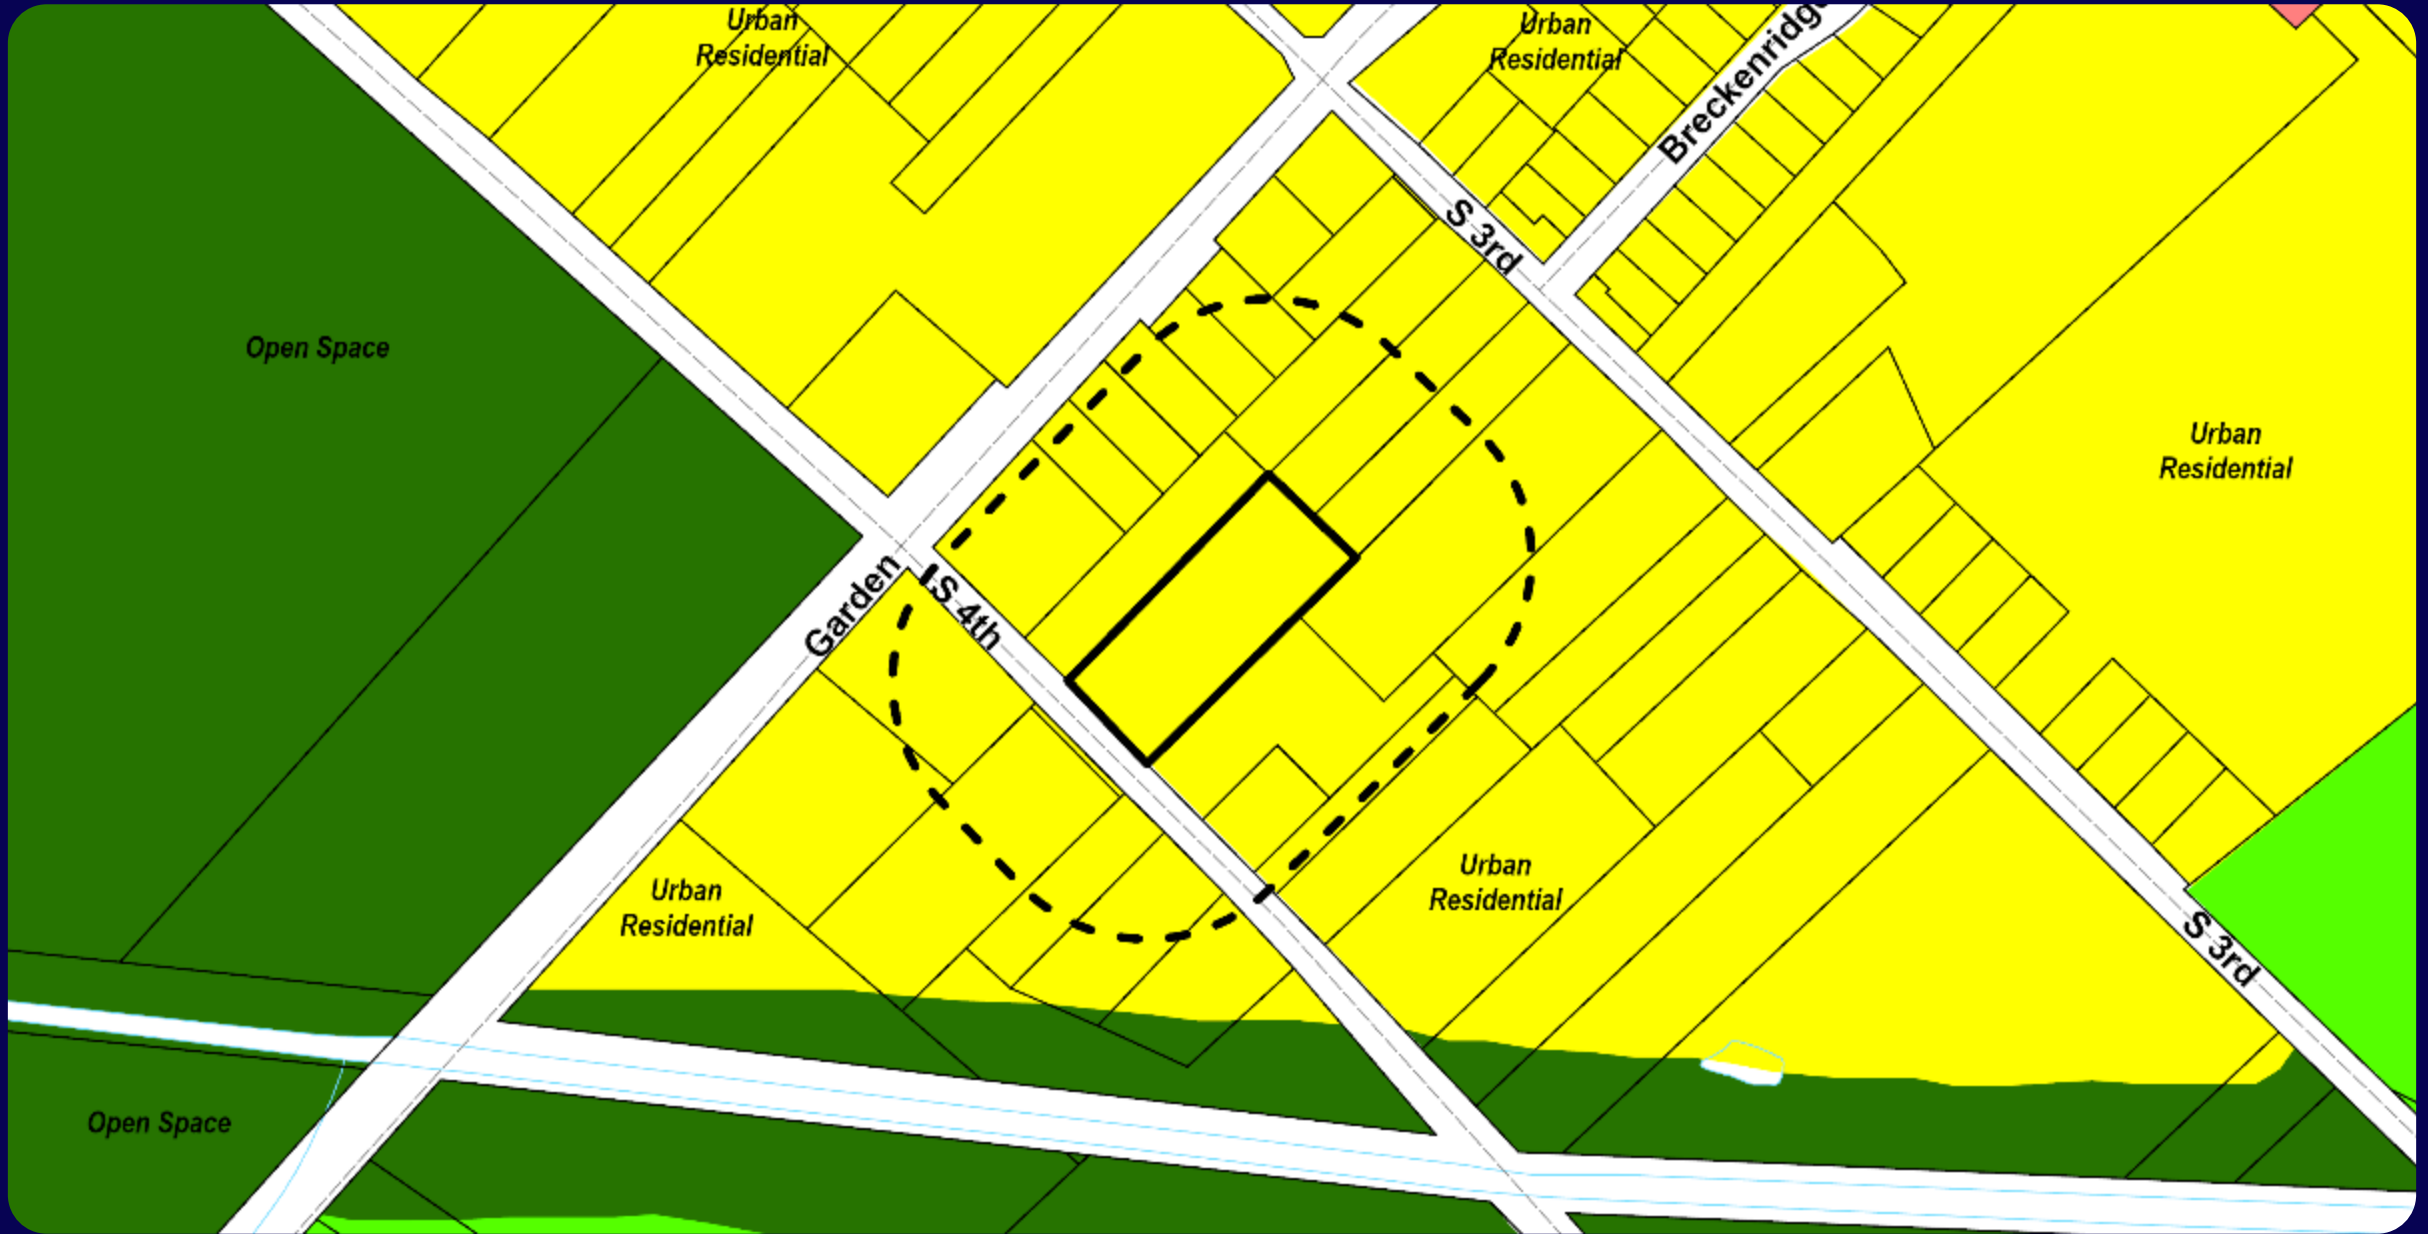 Urban
Residential
Urban
Residential
Breckenridge
S 3rd
Open Space
Urban
Residential
Garden
S 4th
Urban
Residential
Urban
Residential
S 3rd
Open Space